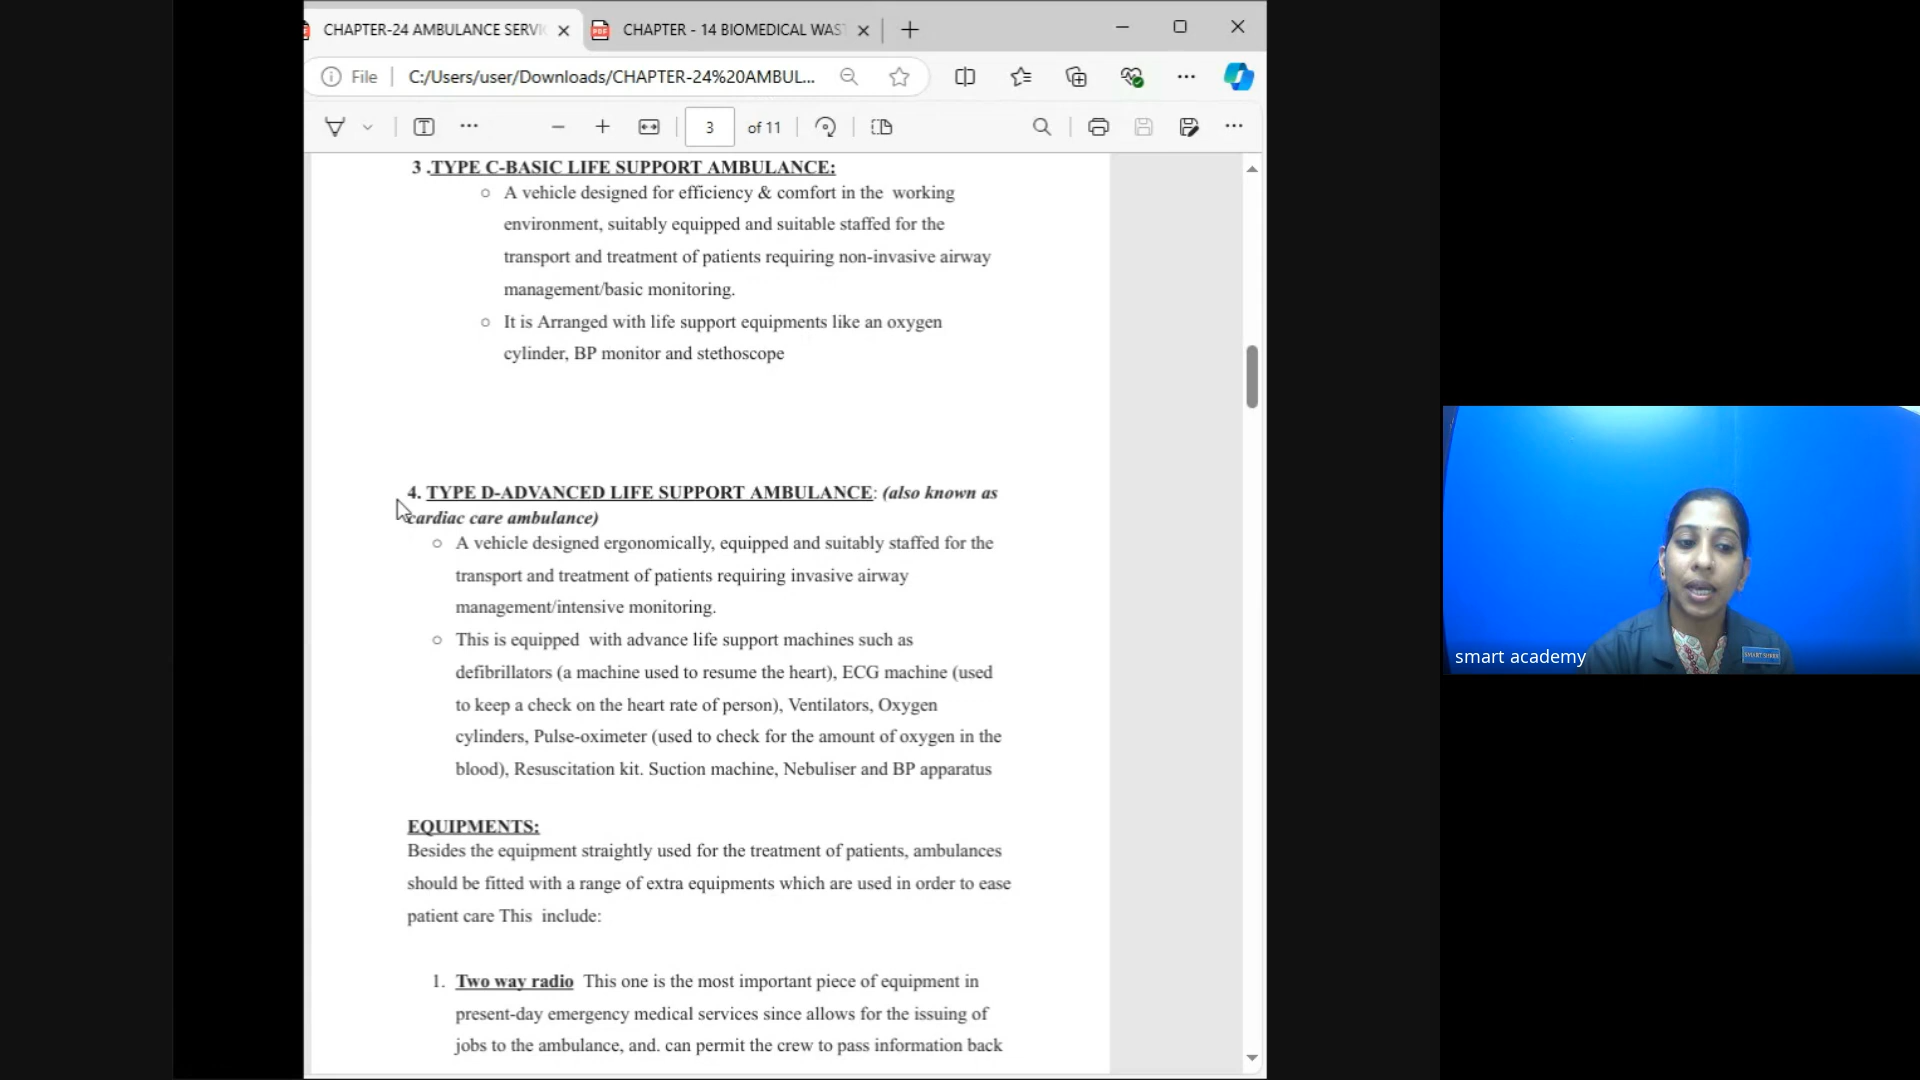 CHAPTER-24 AMBULANCE SERVI
CHAPTER - 14 BIOMEDICAL WAS
File
C:/Users/user/Downloads/CHAPTER-24%20AMBUL...
3 of 11
3 .TYPE C-BASIC LIFE SUPPORT AMBULANCE:
○ A vehicle designed for efficiency & comfort in the working
environment, suitably equipped and suitable staffed for the
transport and treatment of patients requiring non-invasive airway
management/basic monitoring.
○ It is Arranged with life support equipments like an oxygen
cylinder, BP monitor and stethoscope
4. TYPE D-ADVANCED LIFE SUPPORT AMBULANCE: (also known as
cardiac care ambulance)
○ A vehicle designed ergonomically, equipped and suitably staffed for the
transport and treatment of patients requiring invasive airway
management/intensive monitoring.
○ This is equipped with advance life support machines such as
defibrillators (a machine used to resume the heart), ECG machine (used
to keep a check on the heart rate of person), Ventilators, Oxygen
cylinders, Pulse-oximeter (used to check for the amount of oxygen in the
blood), Resuscitation kit. Suction machine, Nebuliser and BP apparatus
EQUIPMENTS:
Besides the equipment straightly used for the treatment of patients, ambulances
should be fitted with a range of extra equipments which are used in order to ease
patient care This include:
1. Two way radio This one is the most important piece of equipment in
present-day emergency medical services since allows for the issuing of
jobs to the ambulance, and. can permit the crew to pass information back
smart academy